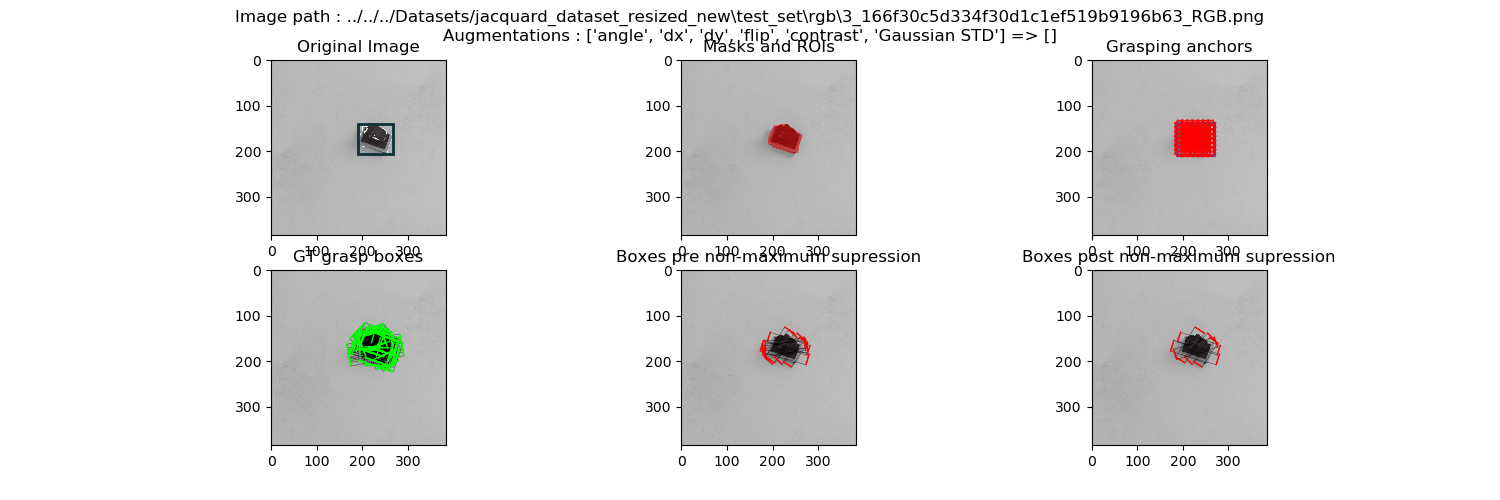 Image path : ../../../Datasets/jacquard_dataset_resized_new\test_set\rgb\3_166f30c5d334f30d1c1ef519b9196b63_RGB.png
Augmentations : ['angle', 'dx', 'dy', 'flip', 'contrast', 'Gaussian STD'] => []
Original Image
Masks and ROIs
Grasping anchors
0 0 0
100 100 100
200 200 200
300 300 300
0 100 200 300 0 100 200 300 0 100 200 300
GT grasp boxes
Boxes pre non-maximum supression
Boxes post non-maximum supression
0 0 0
100 100 100
200 200 200
300 300 300
0 100 200 300 0 100 200 300 0 100 200 300